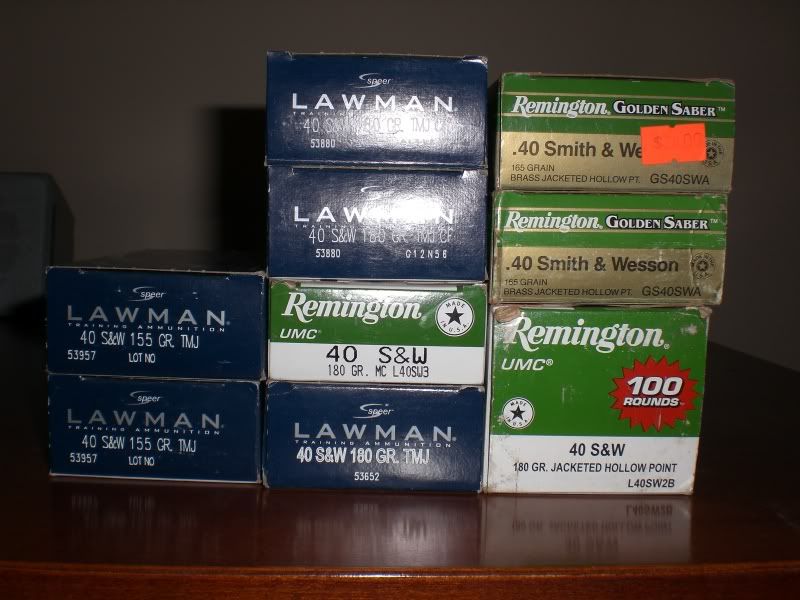 speer
LAWMAN
TRAINING AMMUNITION
40 S&W 155 GR. TMJ
53957 LOT NO
speer
LAWMAN
TRAINING AMMUNITION
40 S&W 155 GR. TMJ
53957 LOT NO
speer
LAWMAN
40 S&W 180 GR. TMJ CF
53880
LAWMAN
40 S&W 180 GR. TMJ CF
53880 G12N56
Remington
UMC
MADE IN U.S.A.
40 S&W
180 GR. MC L40SW3
speer
LAWMAN
TRAINING AMMUNITION
40 S&W 180 GR. TMJ
53652
Remington. GOLDEN SABER™
.40 Smith & We
165 GRAIN
BRASS JACKETED HOLLOW PT. GS40SWA
Remington. GOLDEN SABER™
.40 Smith & Wesson
165 GRAIN
BRASS JACKETED HOLLOW PT. GS40SWA
Remington.
UMC®
100
ROUNDS
MADE IN U.S.A.
40 S&W
180 GR. JACKETED HOLLOW POINT
L40SW2B